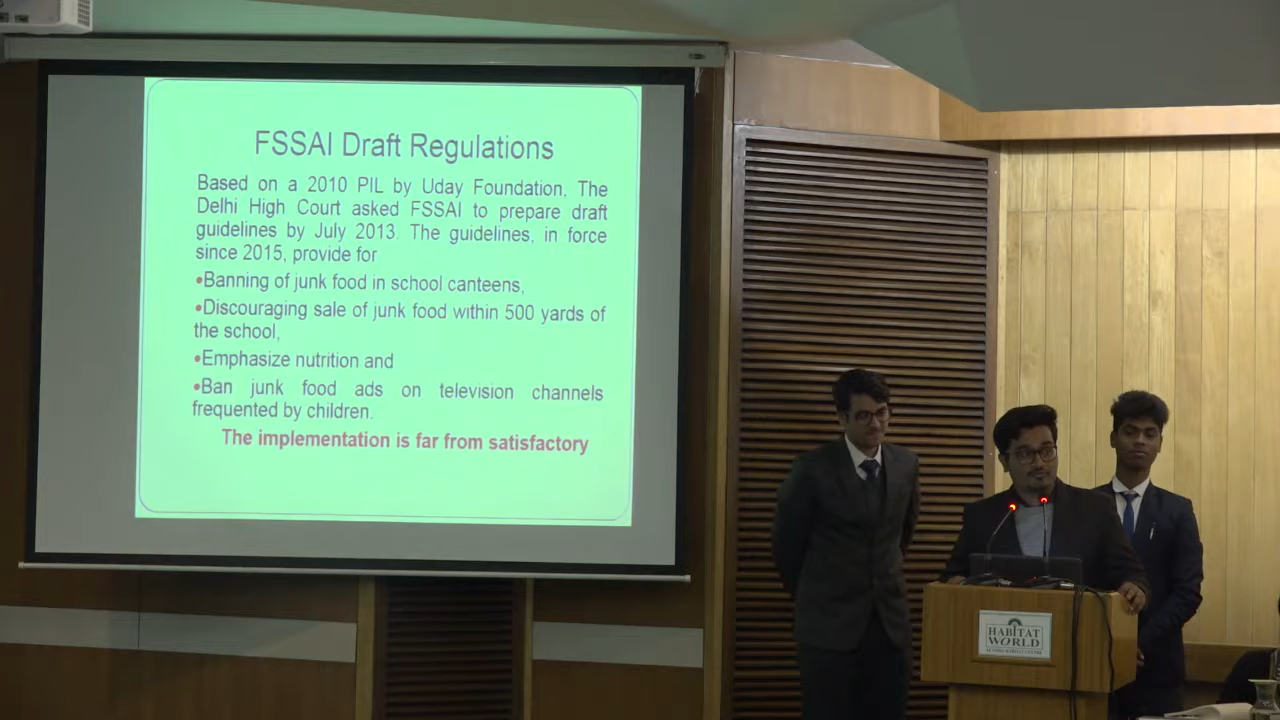 FSSAI Draft Regulations
Based on a 2010 PIL by Uday Foundation, The
Delhi High Court asked FSSAI to prepare draft
guidelines by July 2013. The guidelines, in force
since 2015, provide for
•Banning of junk food in school canteens,
•Discouraging sale of junk food within 500 yards of
the school,
•Emphasize nutrition and
•Ban junk food ads on television channels
frequented by children.
The implementation is far from satisfactory
HABITAT
WORLD